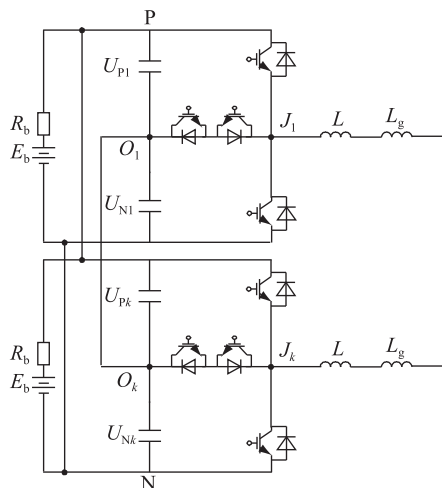 P
U_P1
R_b
E_b
O_1
J_1
L
L_g
U_N1
U_Pk
R_b
E_b
O_k
J_k
L
L_g
U_Nk
N